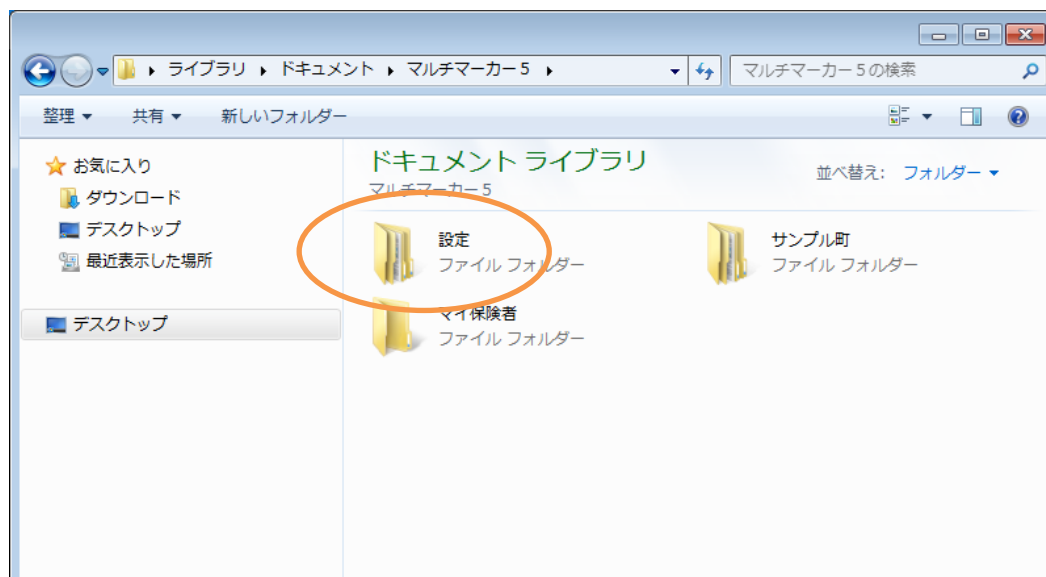 ライブラリ ▸ ドキュメント ▸ マルチマーカー5 ▸
マルチマーカー5の検索
整理 ▼ 共有 ▼ 新しいフォルダー
お気に入り
ダウンロード
デスクトップ
最近表示した場所
デスクトップ
ドキュメント ライブラリ
マルチマーカー5
並べ替え: フォルダー ▼
設定
ファイル フォルダー
サンプル町
ファイル フォルダー
マイ保険者
ファイル フォルダー